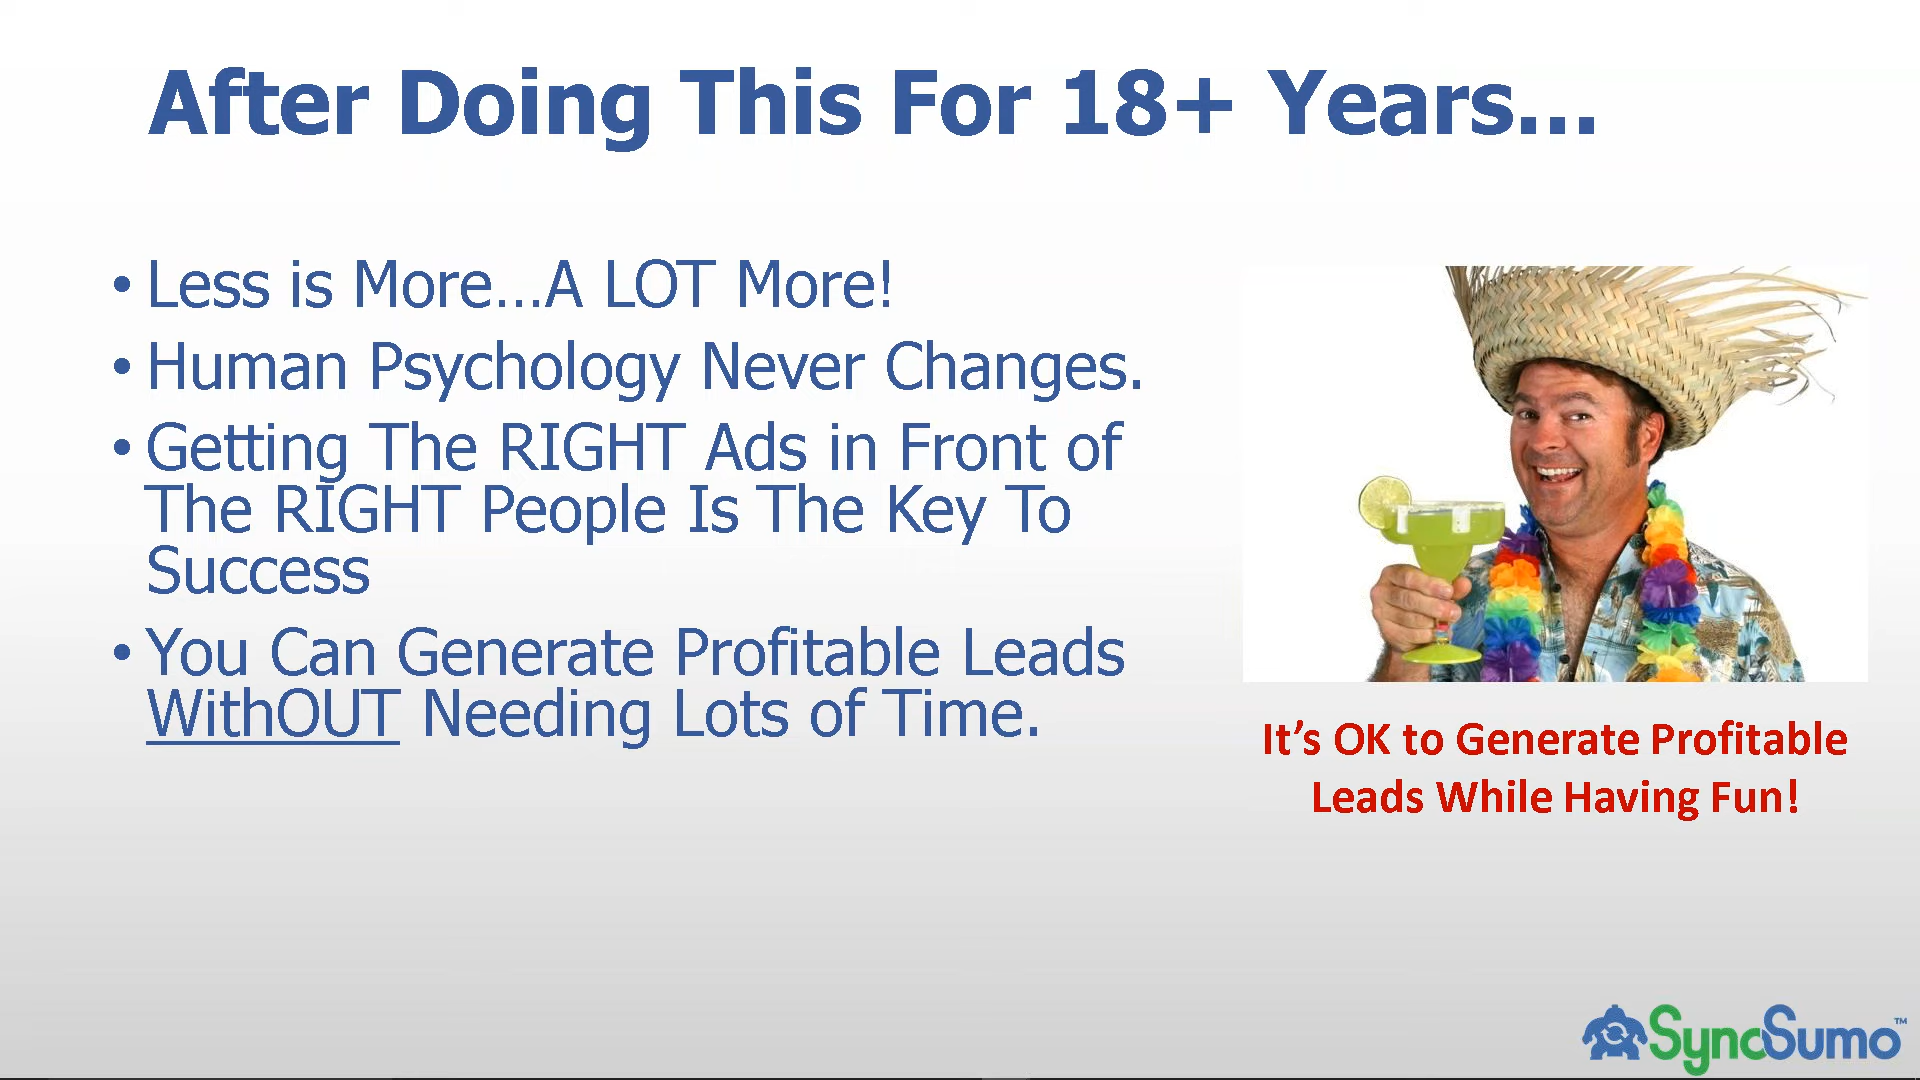 After Doing This For 18+ Years...
• Less is More...A LOT More!
• Human Psychology Never Changes.
• Getting The RIGHT Ads in Front of
The RIGHT People Is The Key To
Success
• You Can Generate Profitable Leads
WithOUT Needing Lots of Time.
It’s OK to Generate Profitable
Leads While Having Fun!
SyncSumo™